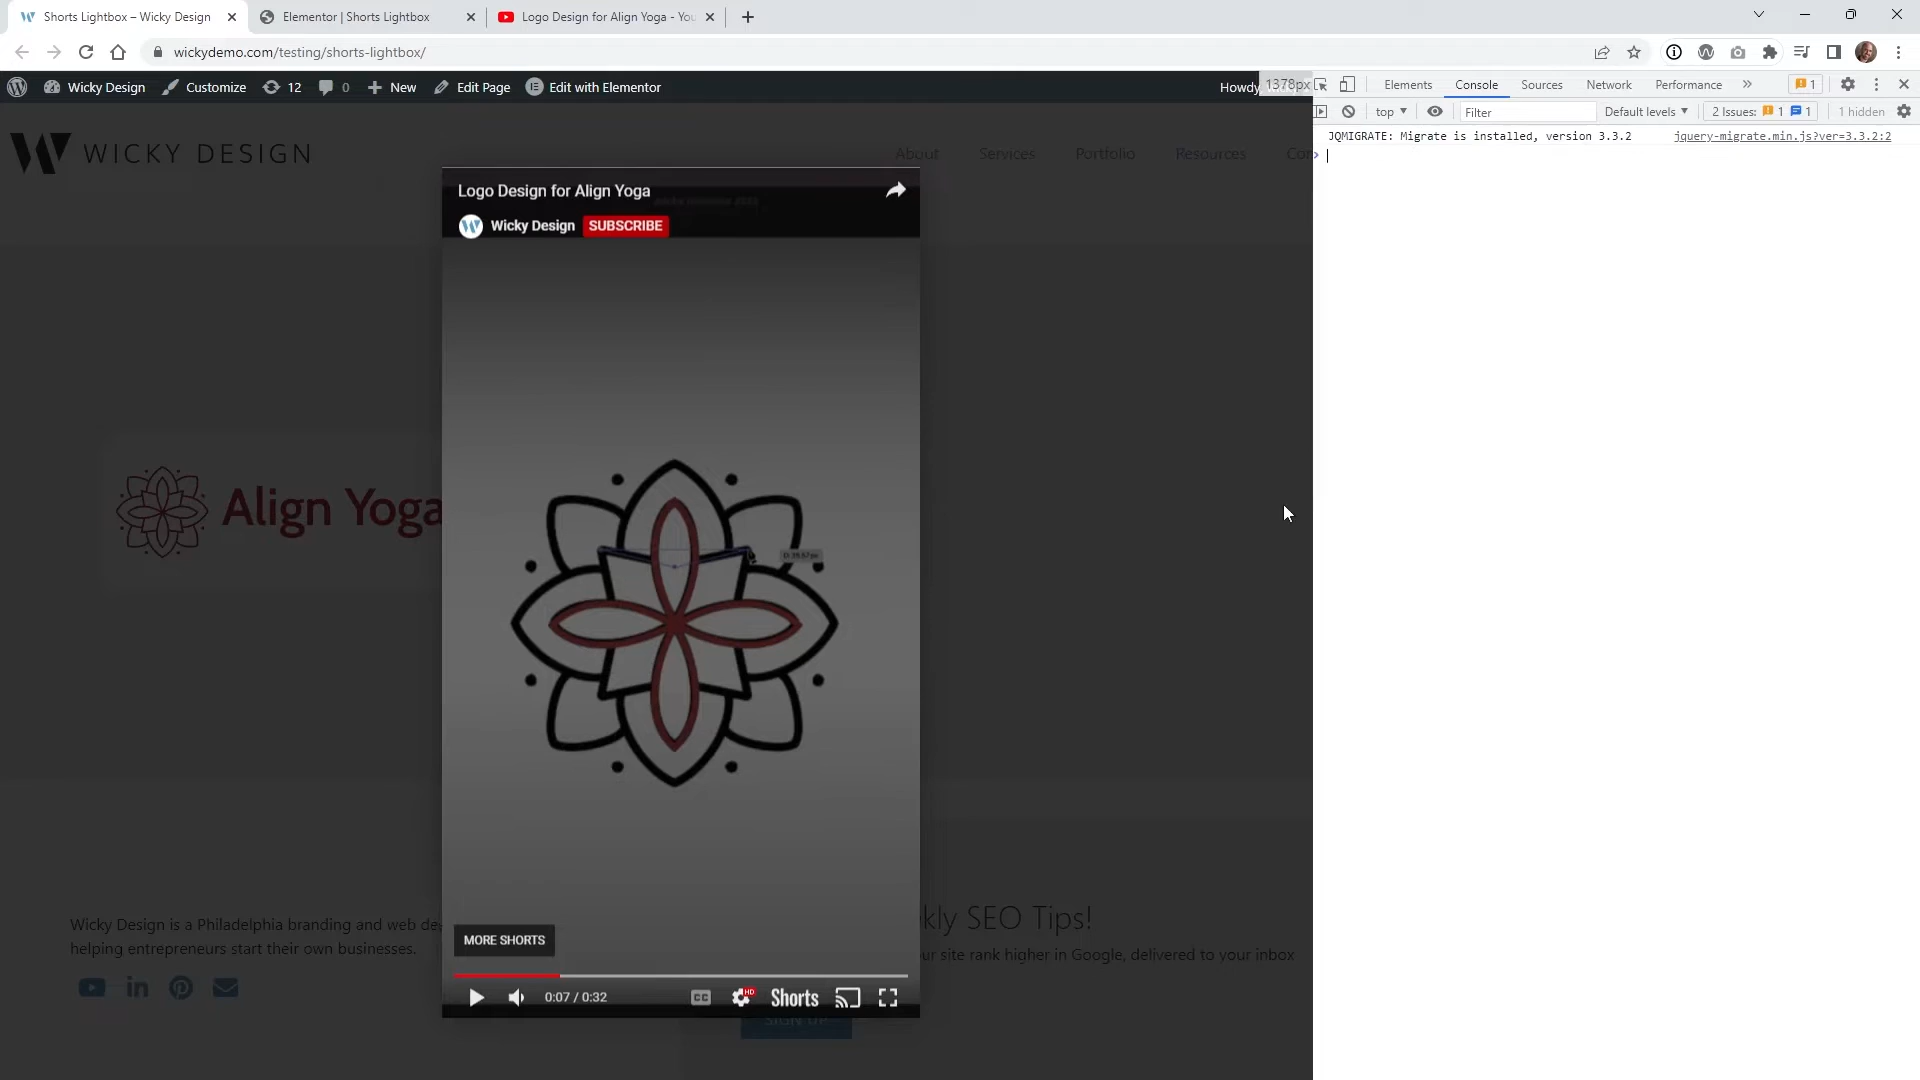 Shorts Lightbox – Wicky Design
Elementor | Shorts Lightbox
Logo Design for Align Yoga - You
wickydemo.com/testing/shorts-lightbox/
Wicky Design
Customize
12
0
New
Edit Page
Edit with Elementor
Howdy,
1378px
Elements
Console
Sources
Network
Performance
1
top
Filter
Default levels
2 Issues: 1 1
1 hidden
JQMIGRATE: Migrate is installed, version 3.3.2
jquery-migrate.min.js?ver=3.3.2:2
WICKY DESIGN
About
Services
Portfolio
Resources
Logo Design for Align Yoga
Wicky Design
SUBSCRIBE
Align Yoga
MORE SHORTS
0:07 / 0:32
CC
HD
Shorts
Wicky Design is a Philadelphia branding and web de
helping entrepreneurs start their own businesses.
kly SEO Tips!
ur site rank higher in Google, delivered to your inbox
SIGN UP